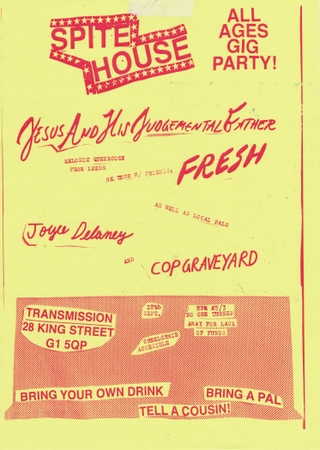 SPITE
HOUSE
ALL
AGES
GIG
PARTY!
JESUS AND HIS JUDGEMENTAL FATHER
MELODIC QUEERCORE
FROM LEEDS
ON TOUR W/ FRIENDS,
FRESH
AS WELL AS LOCAL PALS
Joyce Delaney
AND
COP GRAVEYARD
TRANSMISSION
28 KING STREET
G1 5QP
17th
SEPT,
8PM £5/3
NO ONE TURNED
AWAY FOR LACK
OF FUNDS
WHEELCHAIR
ACCESSIBLE
BRING YOUR OWN DRINK
BRING A PAL
TELL A COUSIN!